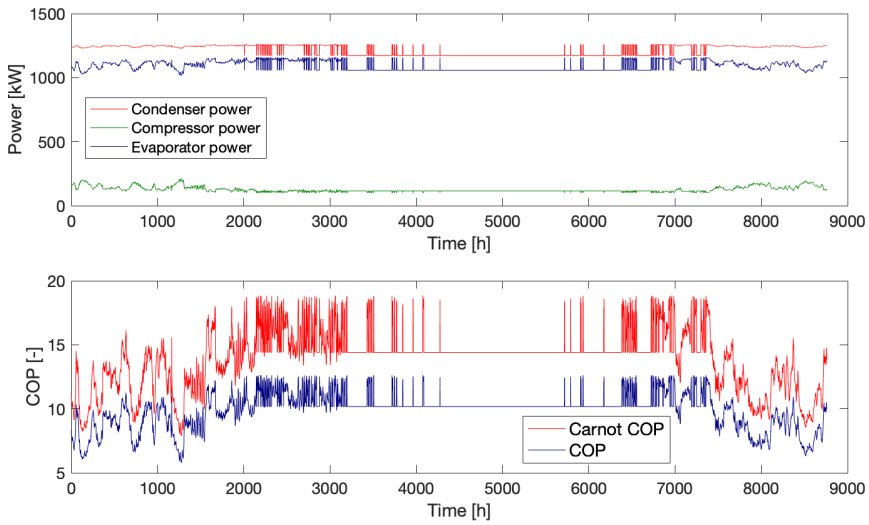 1500
1000
500
0
Power [kW]
Condenser power
Compressor power
Evaporator power
0 1000 2000 3000 4000 5000 6000 7000 8000 9000
Time [h]
20
15
10
5
COP [-]
Carnot COP
COP
0 1000 2000 3000 4000 5000 6000 7000 8000 9000
Time [h]